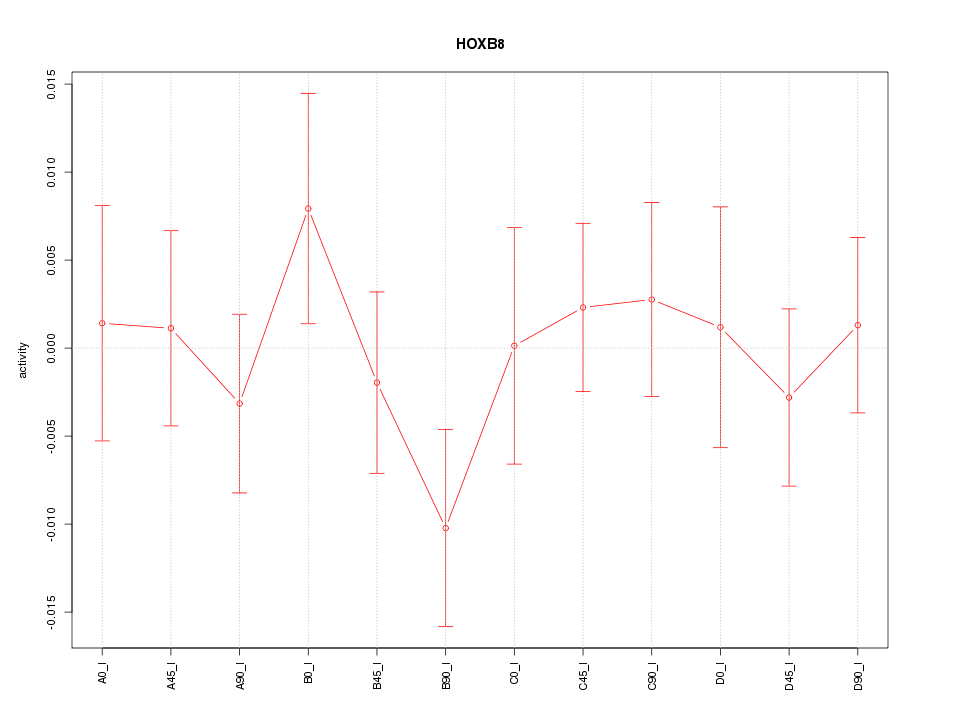 HOXB8
activity
0.015
0.010
0.005
0.000
-0.005
-0.010
-0.015
A0_I
A45_I
A90_I
B0_I
B45_I
B90_I
C0_I
C45_I
C90_I
D0_I
D45_I
D90_I